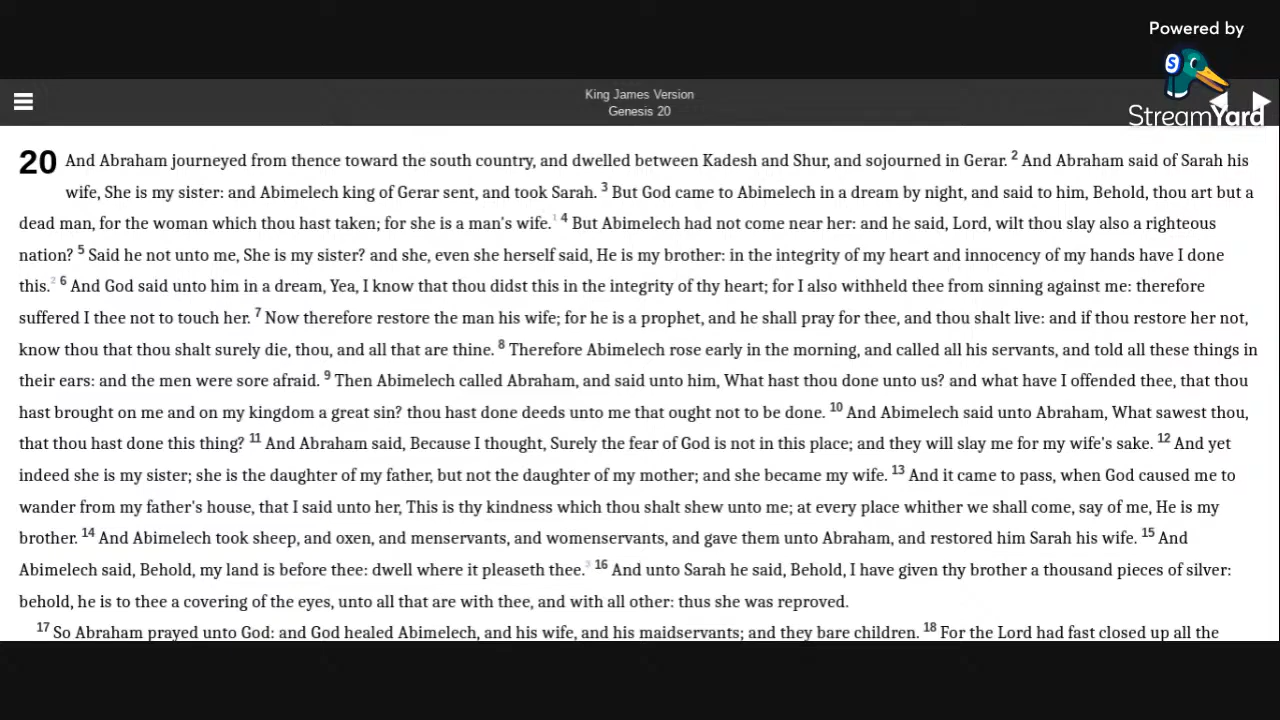 Powered by
StreamYard
King James Version
Genesis 20
20 And Abraham journeyed from thence toward the south country, and dwelled between Kadesh and Shur, and sojourned in Gerar. 2 And Abraham said of Sarah his
wife, She is my sister: and Abimelech king of Gerar sent, and took Sarah. 3 But God came to Abimelech in a dream by night, and said to him, Behold, thou art but a
dead man, for the woman which thou hast taken; for she is a man's wife. 1 4 But Abimelech had not come near her: and he said, Lord, wilt thou slay also a righteous
nation? 5 Said he not unto me, She is my sister? and she, even she herself said, He is my brother: in the integrity of my heart and innocency of my hands have I done
this. 2 6 And God said unto him in a dream, Yea, I know that thou didst this in the integrity of thy heart; for I also withheld thee from sinning against me: therefore
suffered I thee not to touch her. 7 Now therefore restore the man his wife; for he is a prophet, and he shall pray for thee, and thou shalt live: and if thou restore her not,
know thou that thou shalt surely die, thou, and all that are thine. 8 Therefore Abimelech rose early in the morning, and called all his servants, and told all these things in
their ears: and the men were sore afraid. 9 Then Abimelech called Abraham, and said unto him, What hast thou done unto us? and what have I offended thee, that thou
hast brought on me and on my kingdom a great sin? thou hast done deeds unto me that ought not to be done. 10 And Abimelech said unto Abraham, What sawest thou,
that thou hast done this thing? 11 And Abraham said, Because I thought, Surely the fear of God is not in this place; and they will slay me for my wife's sake. 12 And yet
indeed she is my sister; she is the daughter of my father, but not the daughter of my mother; and she became my wife. 13 And it came to pass, when God caused me to
wander from my father's house, that I said unto her, This is thy kindness which thou shalt shew unto me; at every place whither we shall come, say of me, He is my
brother. 14 And Abimelech took sheep, and oxen, and menservants, and womenservants, and gave them unto Abraham, and restored him Sarah his wife. 15 And
Abimelech said, Behold, my land is before thee: dwell where it pleaseth thee. 3 16 And unto Sarah he said, Behold, I have given thy brother a thousand pieces of silver:
behold, he is to thee a covering of the eyes, unto all that are with thee, and with all other: thus she was reproved.
17 So Abraham prayed unto God: and God healed Abimelech, and his wife, and his maidservants; and they bare children. 18 For the Lord had fast closed up all the